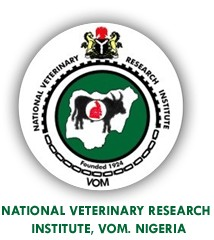 NATIONAL VETERINARY RESEARCH INSTITUTE
Founded 1924
VOM
NATIONAL VETERINARY RESEARCH
INSTITUTE, VOM. NIGERIA